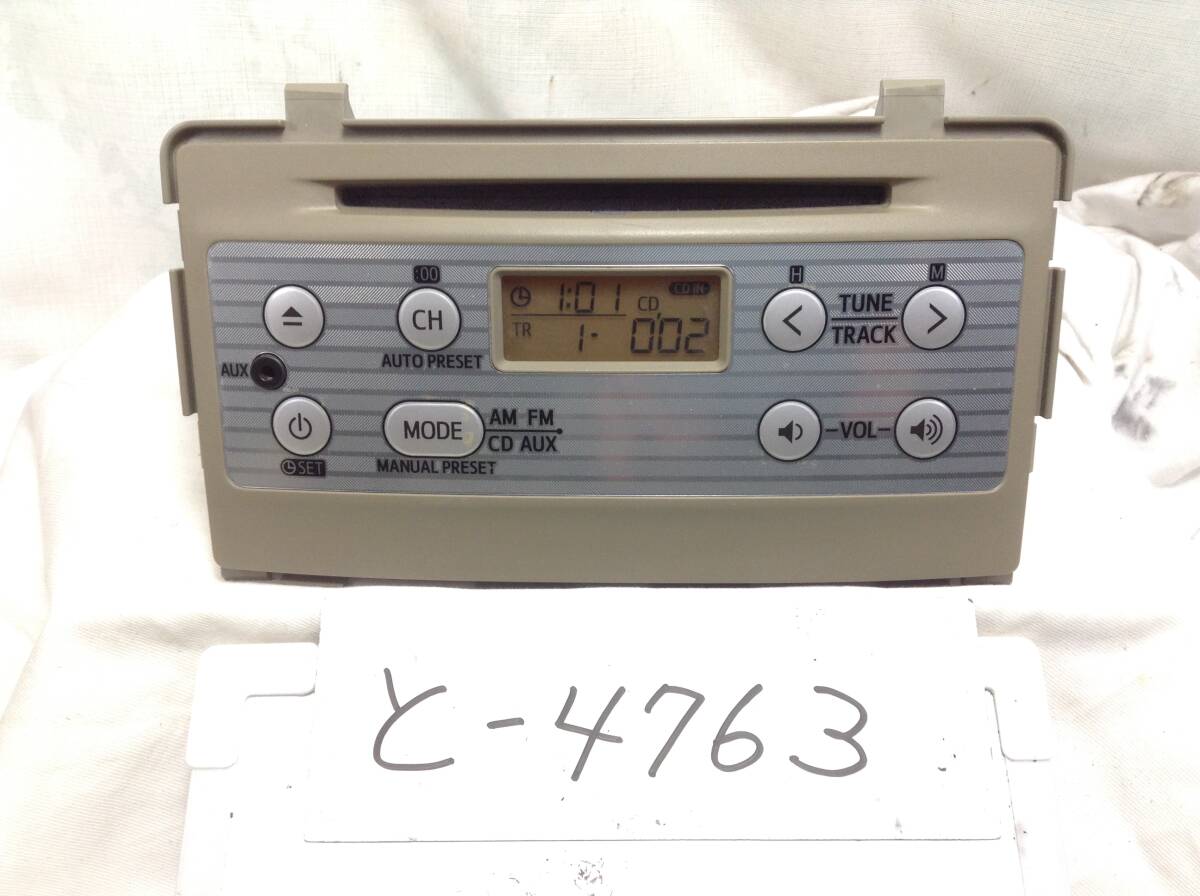 :00
H
M
CH
1:01
CD
CD IN
TR
1-
0'02
<
TUNE
TRACK
>
AUTO PRESET
AUX
MODE
AM FM
CD AUX
-VOL-
SET
MANUAL PRESET
と-4763